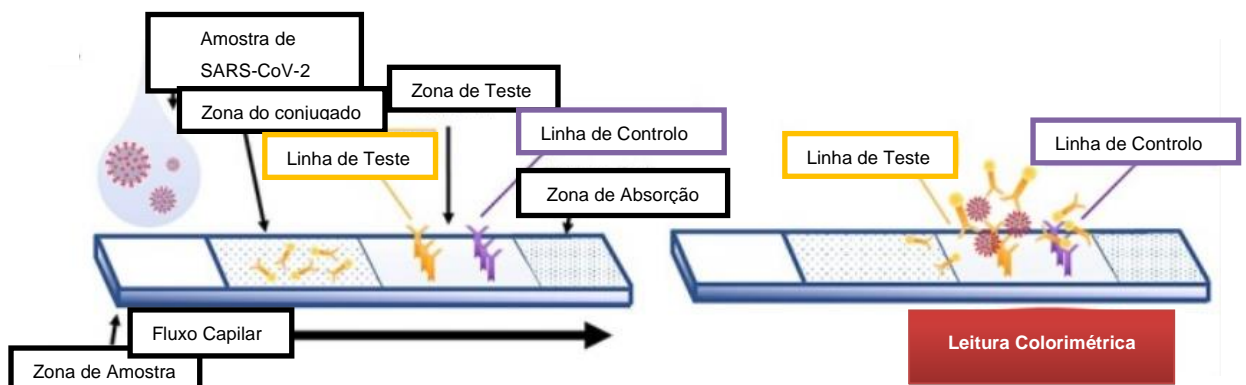 Amostra de
SARS-CoV-2
Zona do conjugado
Zona de Teste
Linha de Teste
Linha de Controlo
Zona de Absorção
Fluxo Capilar
Zona de Amostra
Linha de Teste
Linha de Controlo
Leitura Colorimétrica